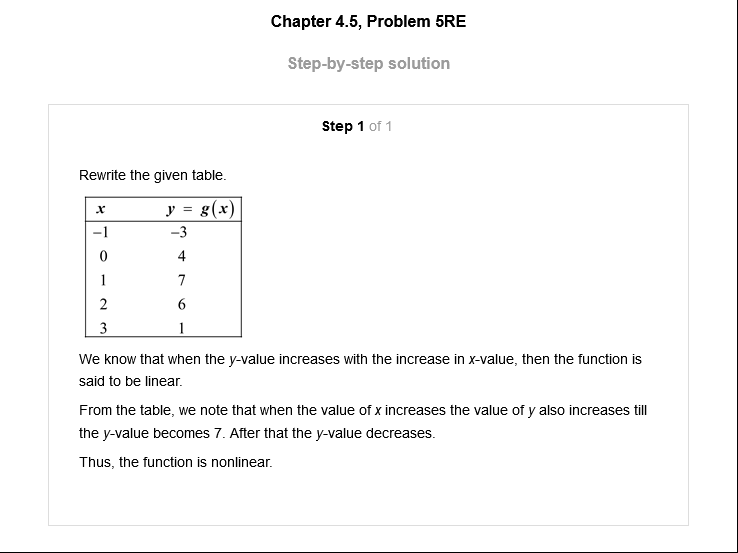 Chapter 4.5, Problem 5RE
Step-by-step solution
Step 1 of 1
Rewrite the given table.
x y = g(x)
−1 −3
0 4
1 7
2 6
3 1
We know that when the y-value increases with the increase in x-value, then the function is
said to be linear.
From the table, we note that when the value of x increases the value of y also increases till
the y-value becomes 7. After that the y-value decreases.
Thus, the function is nonlinear.